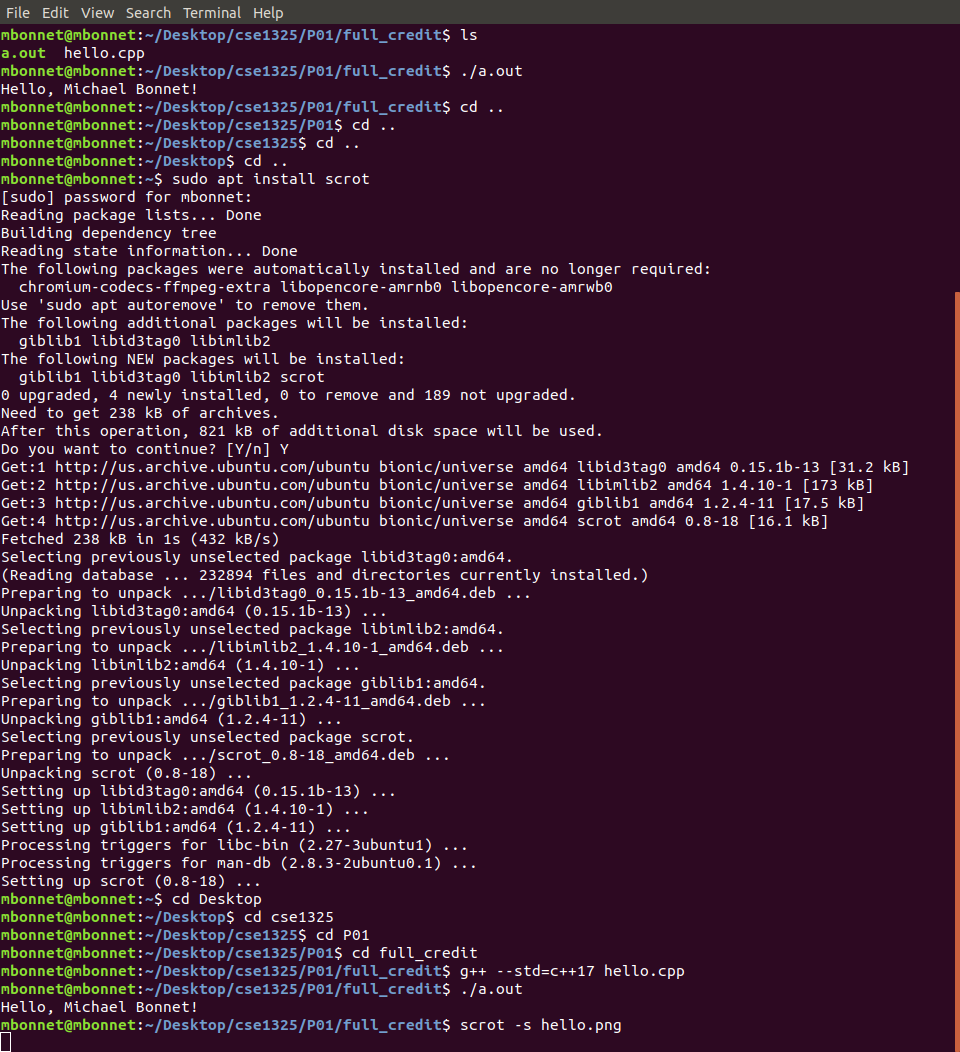 File Edit View Search Terminal Help
mbonnet@mbonnet:~/Desktop/cse1325/P01/full_credit$ ls
a.out  hello.cpp
mbonnet@mbonnet:~/Desktop/cse1325/P01/full_credit$ ./a.out
Hello, Michael Bonnet!
mbonnet@mbonnet:~/Desktop/cse1325/P01/full_credit$ cd ..
mbonnet@mbonnet:~/Desktop/cse1325/P01$ cd ..
mbonnet@mbonnet:~/Desktop/cse1325$ cd ..
mbonnet@mbonnet:~/Desktop$ cd ..
mbonnet@mbonnet:~$ sudo apt install scrot
[sudo] password for mbonnet:
Reading package lists... Done
Building dependency tree
Reading state information... Done
The following packages were automatically installed and are no longer required:
  chromium-codecs-ffmpeg-extra libopencore-amrnb0 libopencore-amrwb0
Use 'sudo apt autoremove' to remove them.
The following additional packages will be installed:
  giblib1 libid3tag0 libimlib2
The following NEW packages will be installed:
  giblib1 libid3tag0 libimlib2 scrot
0 upgraded, 4 newly installed, 0 to remove and 189 not upgraded.
Need to get 238 kB of archives.
After this operation, 821 kB of additional disk space will be used.
Do you want to continue? [Y/n] Y
Get:1 http://us.archive.ubuntu.com/ubuntu bionic/universe amd64 libid3tag0 amd64 0.15.1b-13 [31.2 kB]
Get:2 http://us.archive.ubuntu.com/ubuntu bionic/universe amd64 libimlib2 amd64 1.4.10-1 [173 kB]
Get:3 http://us.archive.ubuntu.com/ubuntu bionic/universe amd64 giblib1 amd64 1.2.4-11 [17.5 kB]
Get:4 http://us.archive.ubuntu.com/ubuntu bionic/universe amd64 scrot amd64 0.8-18 [16.1 kB]
Fetched 238 kB in 1s (432 kB/s)
Selecting previously unselected package libid3tag0:amd64.
(Reading database ... 232894 files and directories currently installed.)
Preparing to unpack .../libid3tag0_0.15.1b-13_amd64.deb ...
Unpacking libid3tag0:amd64 (0.15.1b-13) ...
Selecting previously unselected package libimlib2:amd64.
Preparing to unpack .../libimlib2_1.4.10-1_amd64.deb ...
Unpacking libimlib2:amd64 (1.4.10-1) ...
Selecting previously unselected package giblib1:amd64.
Preparing to unpack .../giblib1_1.2.4-11_amd64.deb ...
Unpacking giblib1:amd64 (1.2.4-11) ...
Selecting previously unselected package scrot.
Preparing to unpack .../scrot_0.8-18_amd64.deb ...
Unpacking scrot (0.8-18) ...
Setting up libid3tag0:amd64 (0.15.1b-13) ...
Setting up libimlib2:amd64 (1.4.10-1) ...
Setting up giblib1:amd64 (1.2.4-11) ...
Processing triggers for libc-bin (2.27-3ubuntu1) ...
Processing triggers for man-db (2.8.3-2ubuntu0.1) ...
Setting up scrot (0.8-18) ...
mbonnet@mbonnet:~$ cd Desktop
mbonnet@mbonnet:~/Desktop$ cd cse1325
mbonnet@mbonnet:~/Desktop/cse1325$ cd P01
mbonnet@mbonnet:~/Desktop/cse1325/P01$ cd full_credit
mbonnet@mbonnet:~/Desktop/cse1325/P01/full_credit$ g++ --std=c++17 hello.cpp
mbonnet@mbonnet:~/Desktop/cse1325/P01/full_credit$ ./a.out
Hello, Michael Bonnet!
mbonnet@mbonnet:~/Desktop/cse1325/P01/full_credit$ scrot -s hello.png